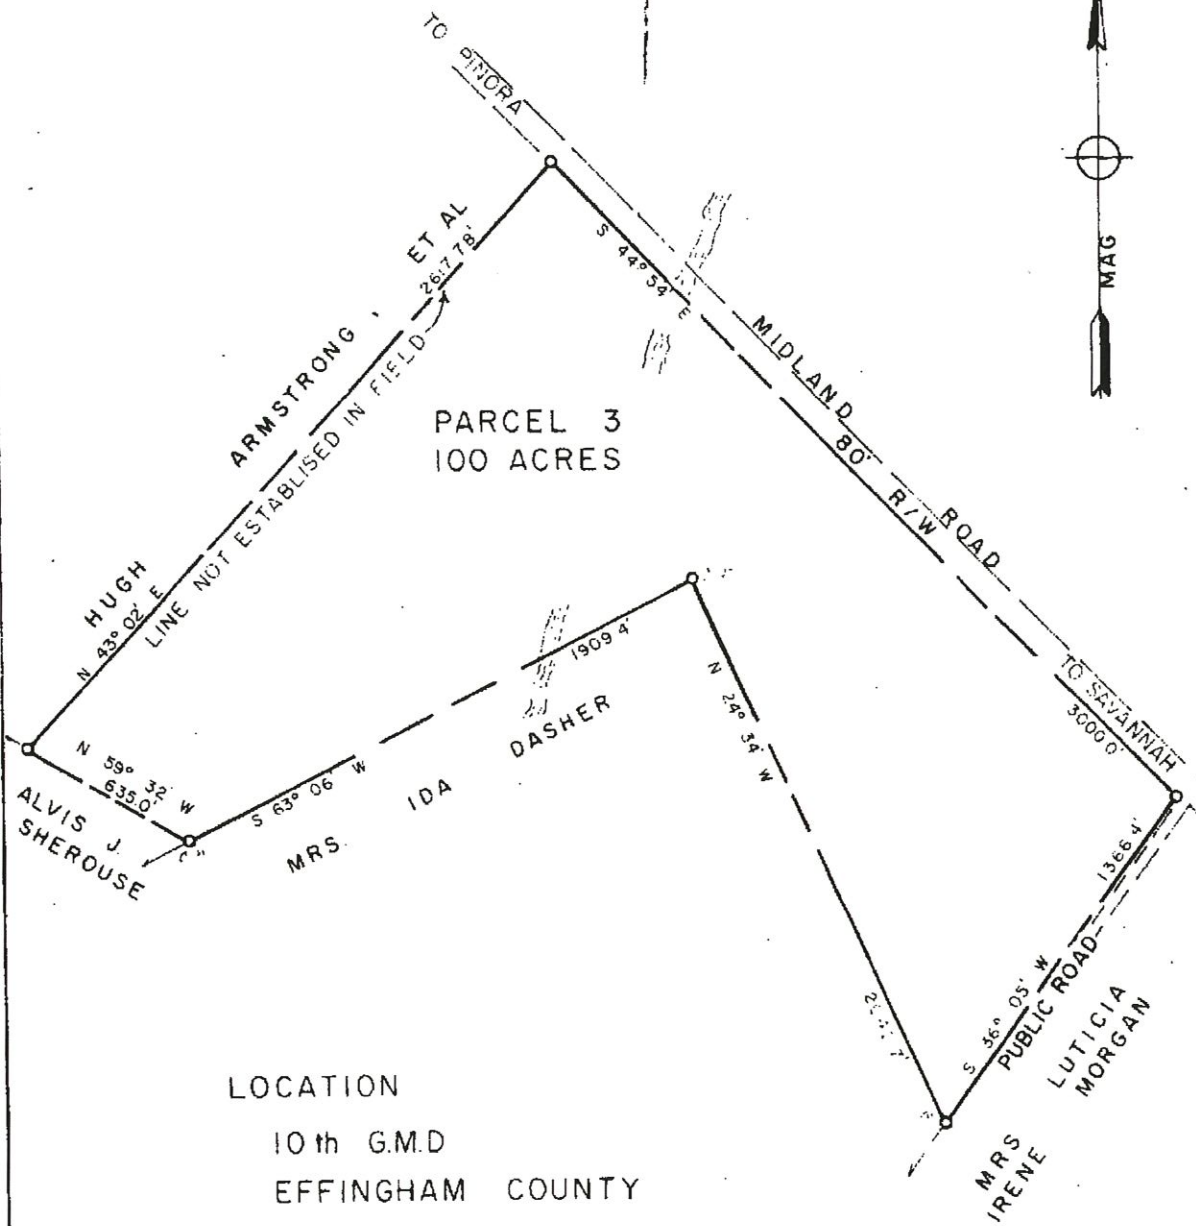 TO PINORA
MAG
HUGH ARMSTRONG, ET AL
N 43° 02' E
2617.78'
LINE NOT ESTABLISED IN FIELD
S 44° 54' E
MIDLAND ROAD
80' R/W
PARCEL 3
100 ACRES
TO SAVANNAH
3000.0'
1909.4'
S 63° 06' W
MRS. IDA DASHER
N 24° 34' W
N 59° 32' W
635.0'
ALVIS J.
SHEROUSE
1366.4'
S 36° 05' W
PUBLIC ROAD
LUTICIA
MORGAN
MRS
IRENE
LOCATION
10th G.M.D
EFFINGHAM COUNTY